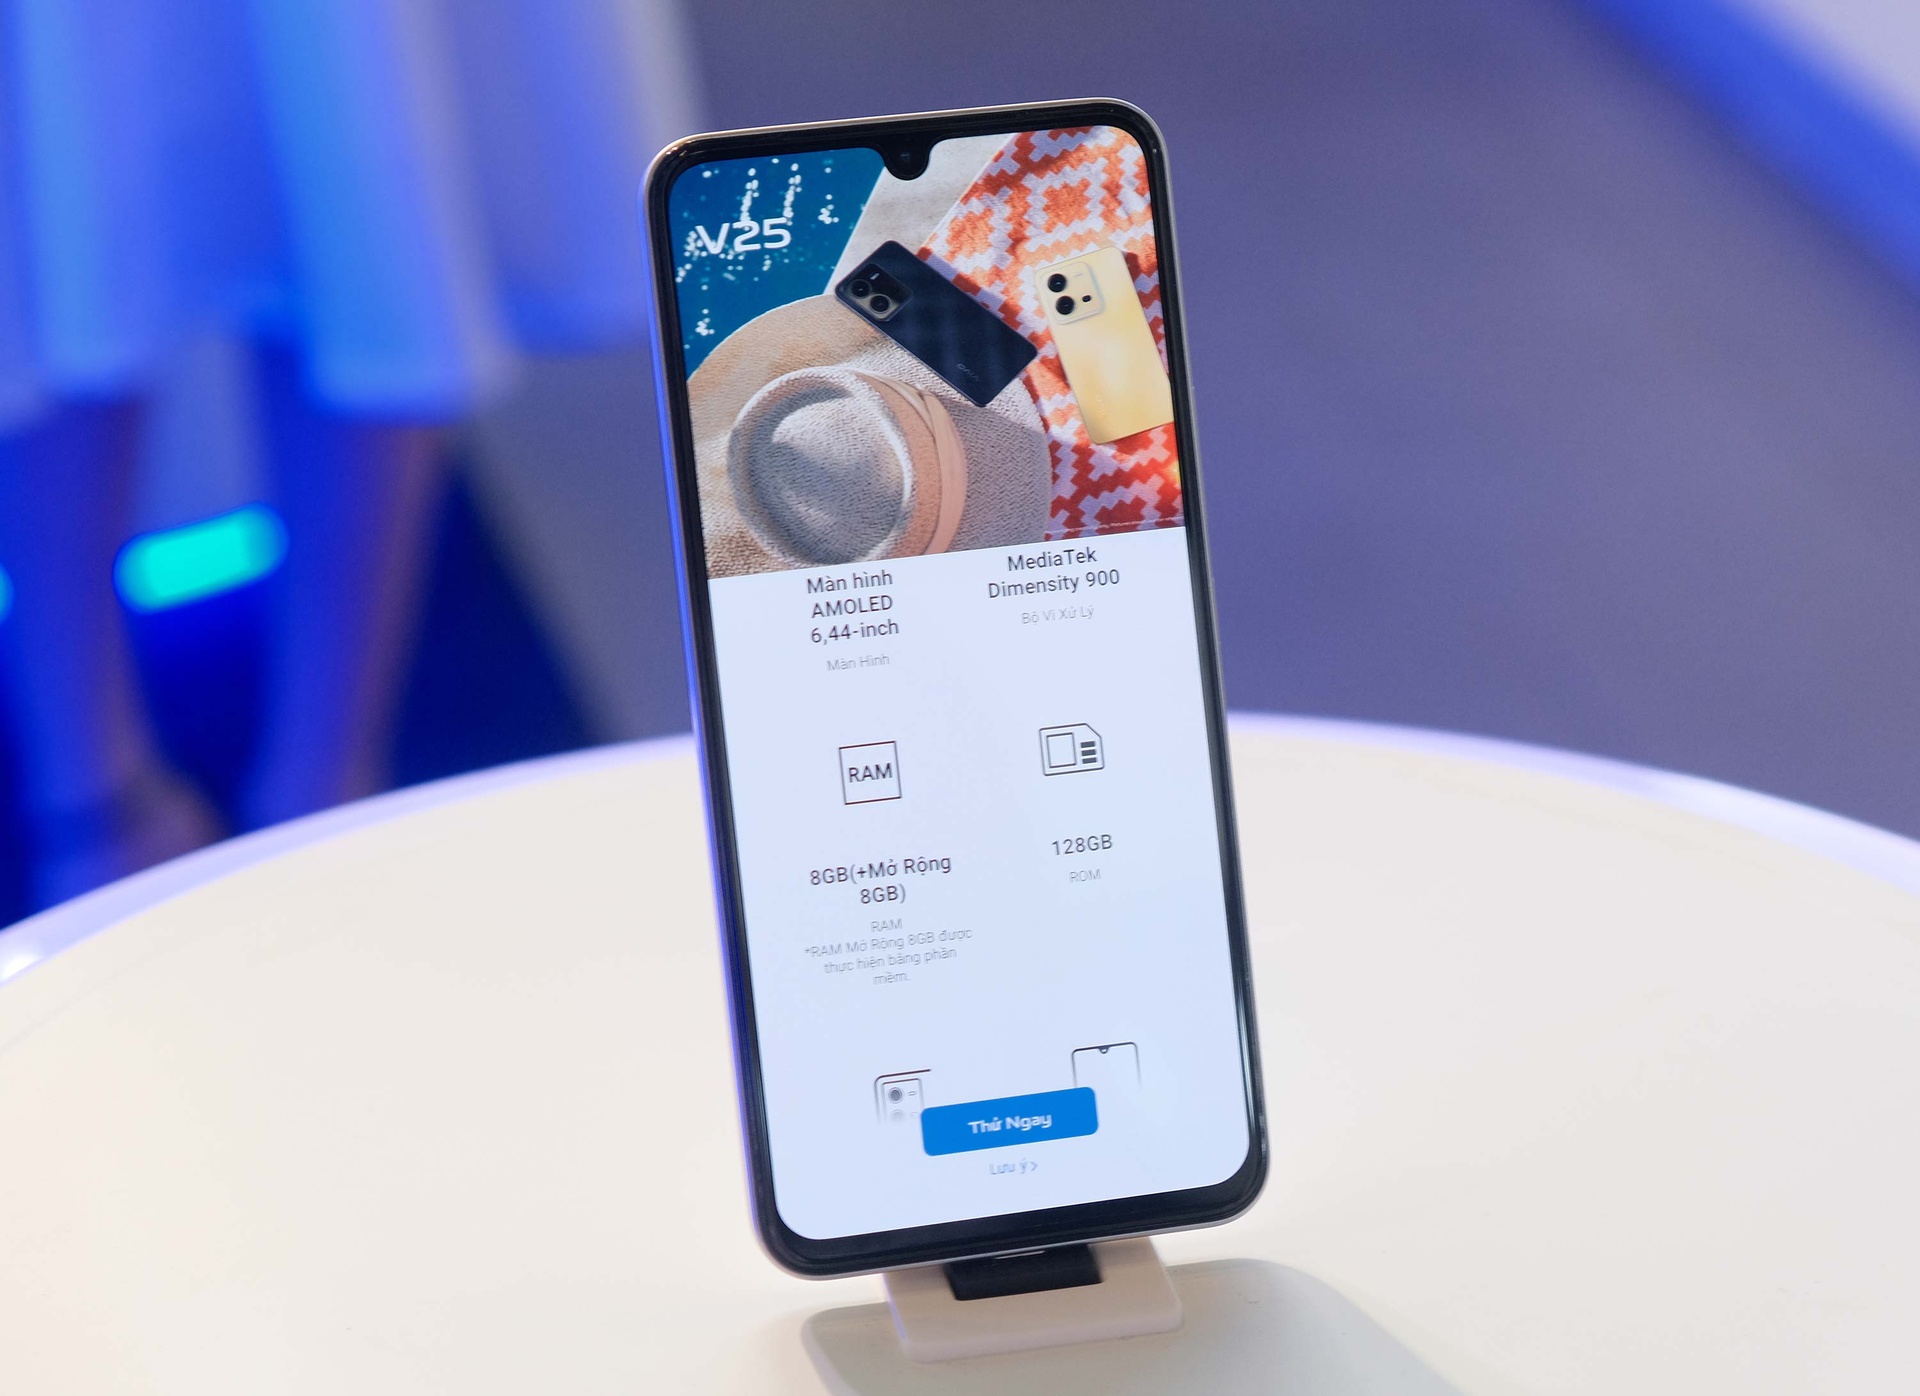 V25
vivo
Màn hình
AMOLED
6,44-inch
Màn Hình
MediaTek
Dimensity 900
Bộ Vi Xử Lý
RAM
8GB(+Mở Rộng
8GB)
RAM
*RAM Mở Rộng 8GB được
thực hiện bằng phần
mềm.
128GB
ROM
Thử Ngay
Lưu ý >